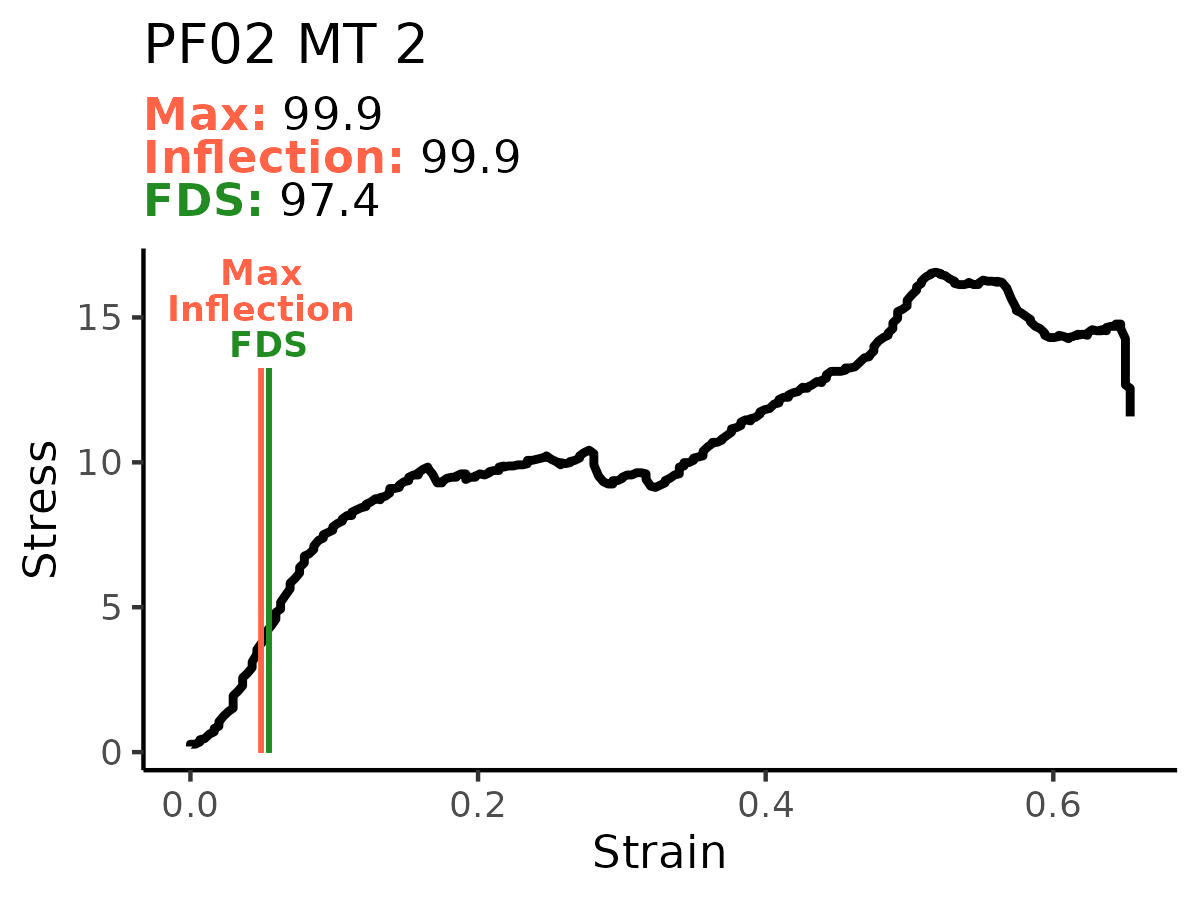 PF02 MT 2
Max: 99.9
Inflection: 99.9
FDS: 97.4
Max
Inflection
FDS
15
10
5
0
Stress
0.0 0.2 0.4 0.6
Strain